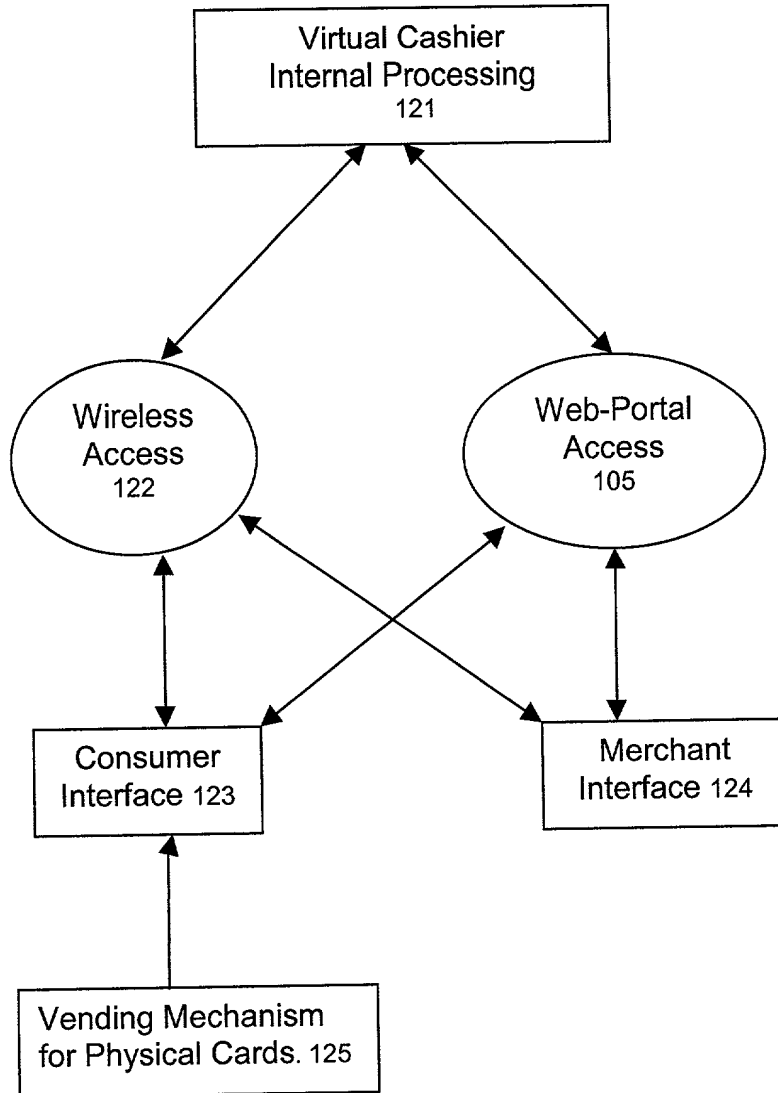 Virtual Cashier
Internal Processing
121
Wireless
Access
122
Web-Portal
Access
105
Consumer
Interface 123
Merchant
Interface 124
Vending Mechanism
for Physical Cards. 125